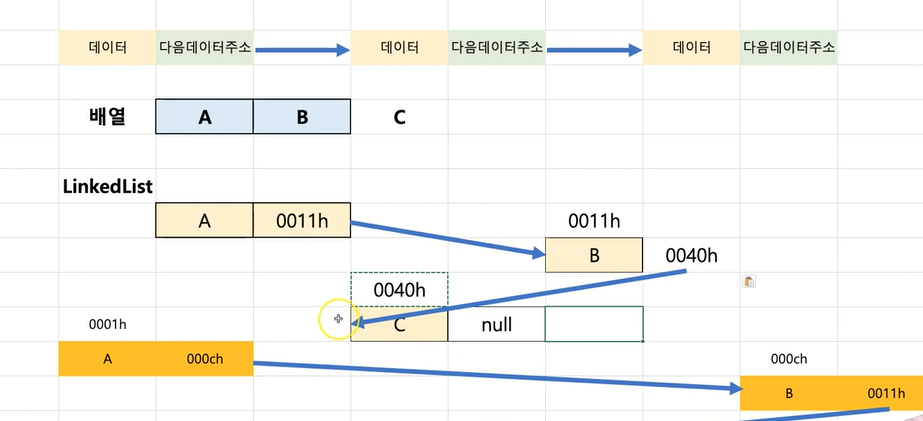 데이터 다음데이터주소 데이터 다음데이터주소 데이터 다음데이터주소
배열 A B C
LinkedList
A 0011h 0011h
B 0040h
0040h
C null
0001h
A 000ch 000ch
B 0011h